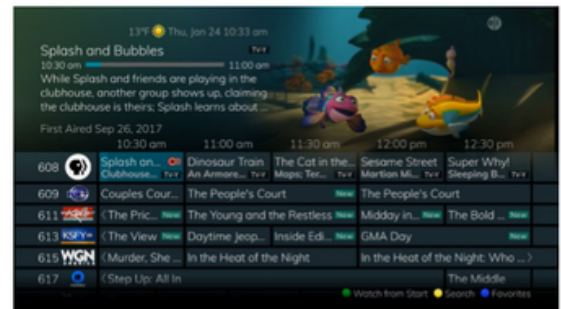 13°F Thu, Jan 24 10:33 am
Splash and Bubbles TV-Y
10:30 am 11:00 am
While Splash and friends are
playing in the clubhouse, another group
shows up, claiming
the clubhouse is theirs; Splash learns about ...
First Aired Sep 26, 2017
10:30 am 11:00 am 11:30 am 12:00 pm 12:30 pm
608 Splash an... Dinosaur Train The Cat in the... Sesame Street Super Why!
Clubhouse... TV-Y An Armore... TV-Y Maps; Ter... TV-Y Martian Mi... TV-Y Sleeping B... TV-Y
609 Couples Cour... The People's Court New The People's Court
611 <The Pric... New The Young and the Restless New Midday in... New The Bold ... New
613 KSFY <The View New Daytime Jeop... Inside Edi... New GMA Day New
615 WGN <Murder, She ... In the Heat of the Night In the Heat of the Night: Who ...>
617 <Step Up: All In The Middle
Watch from Start Search Favorites